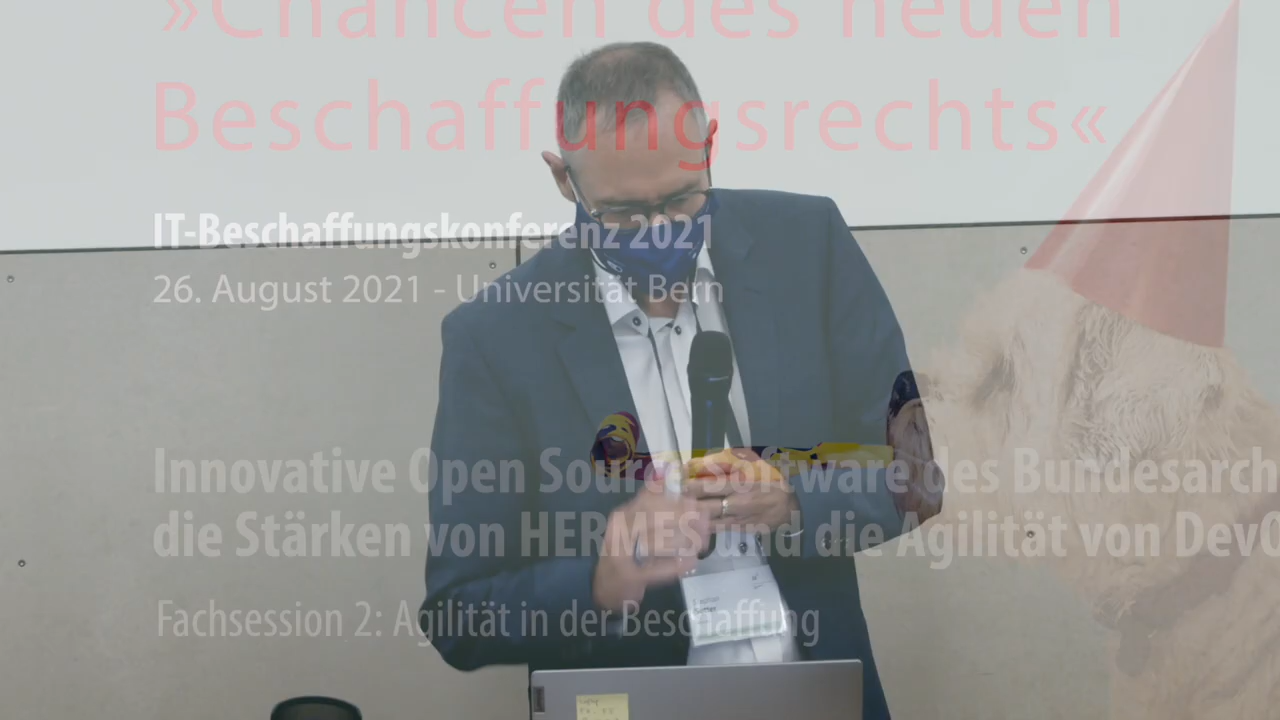 »Chancen des neuen
Beschaffungsrechts«
IT-Beschaffungskonferenz 2021
26. August 2021 - Universität Bern
Innovative Open Source Software des Bundesarch
die Stärken von HERMES und die Agilität von DevO
Fachsession 2: Agilität in der Beschaffung